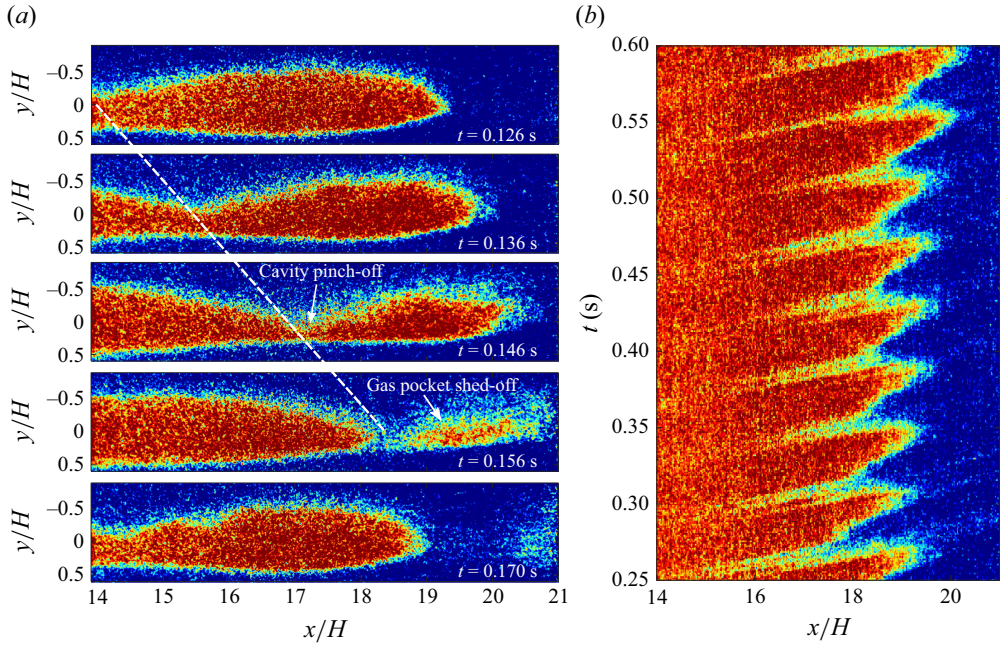 (a)
(b)
y/H
–0.5
0
0.5
t = 0.126 s
y/H
–0.5
0
0.5
t = 0.136 s
y/H
–0.5
0
0.5
Cavity pinch-off
t = 0.146 s
y/H
–0.5
0
0.5
Gas pocket shed-off
t = 0.156 s
y/H
–0.5
0
0.5
t = 0.170 s
14 15 16 17 18 19 20 21
x/H
t (s)
0.60
0.55
0.50
0.45
0.40
0.35
0.30
0.25
14 16 18 20
x/H